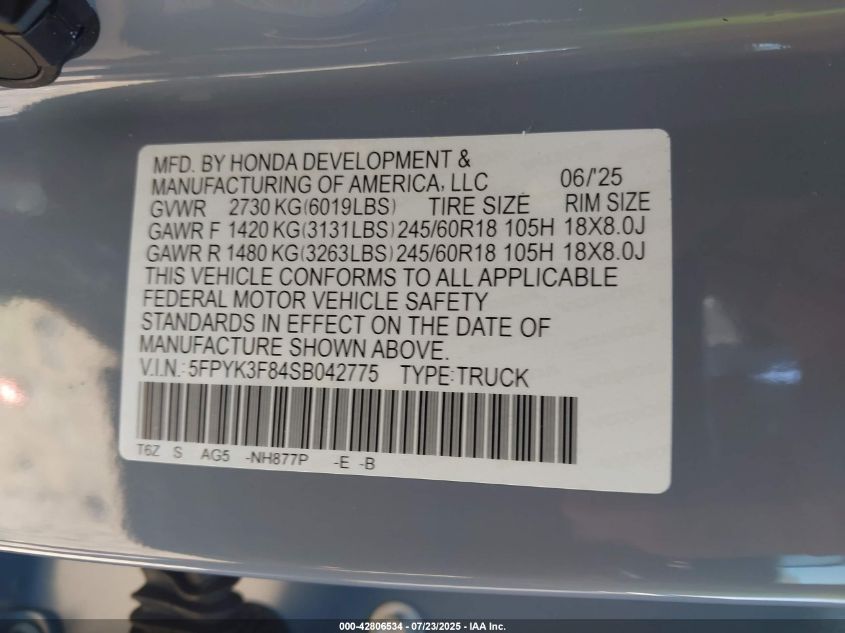 MFD. BY HONDA DEVELOPMENT &
MANUFACTURING OF AMERICA, LLC 06/'25
GVWR 2730 KG(6019LBS) TIRE SIZE RIM SIZE
GAWR F 1420 KG(3131LBS) 245/60R18 105H 18X8.0J
GAWR R 1480 KG(3263LBS) 245/60R18 105H 18X8.0J
THIS VEHICLE CONFORMS TO ALL APPLICABLE
FEDERAL MOTOR VEHICLE SAFETY
STANDARDS IN EFFECT ON THE DATE OF
MANUFACTURE SHOWN ABOVE.
V.I.N.: 5FPYK3F84SB042775 TYPE:TRUCK
T6Z S AG5 -NH877P -E -B
000-42806534 - 07/23/2025 - IAA Inc.